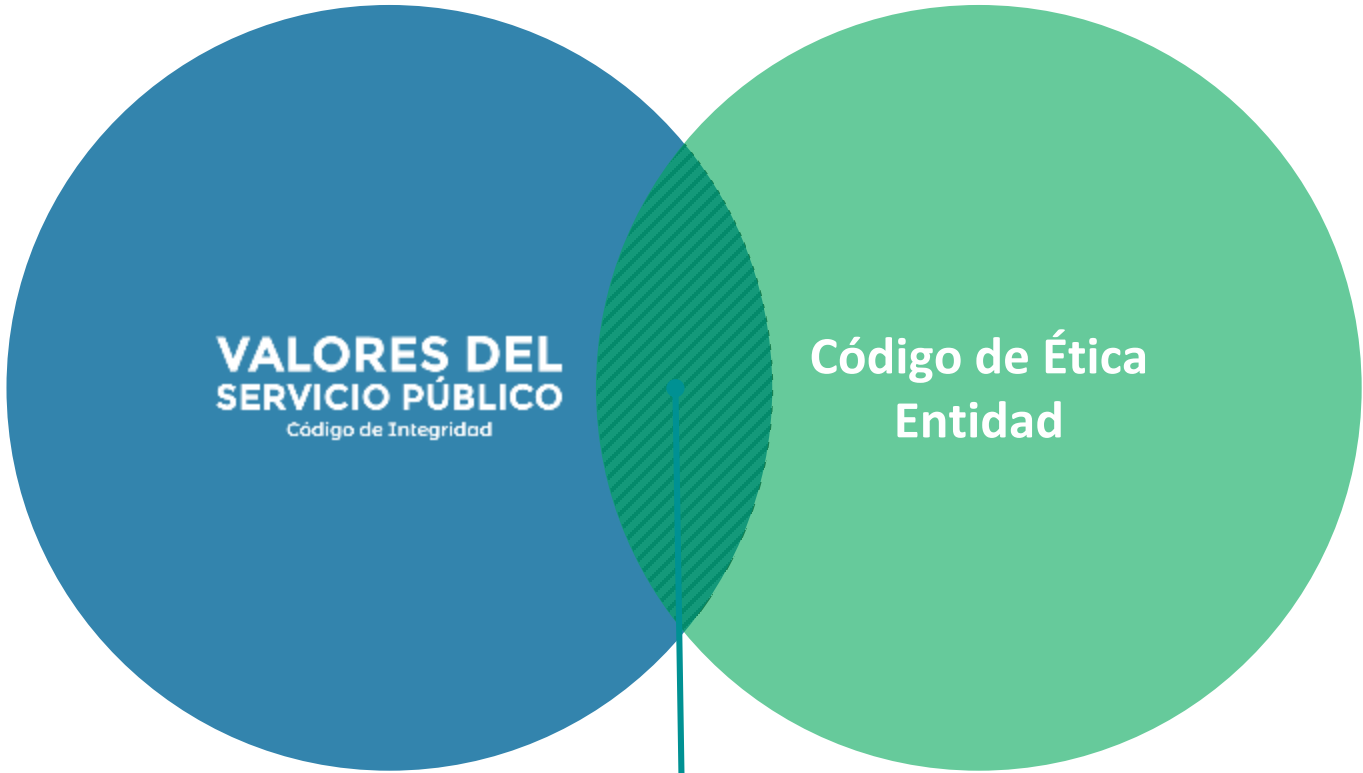 VALORES DEL
SERVICIO PÚBLICO
Código de Integridad
Código de Ética
Entidad